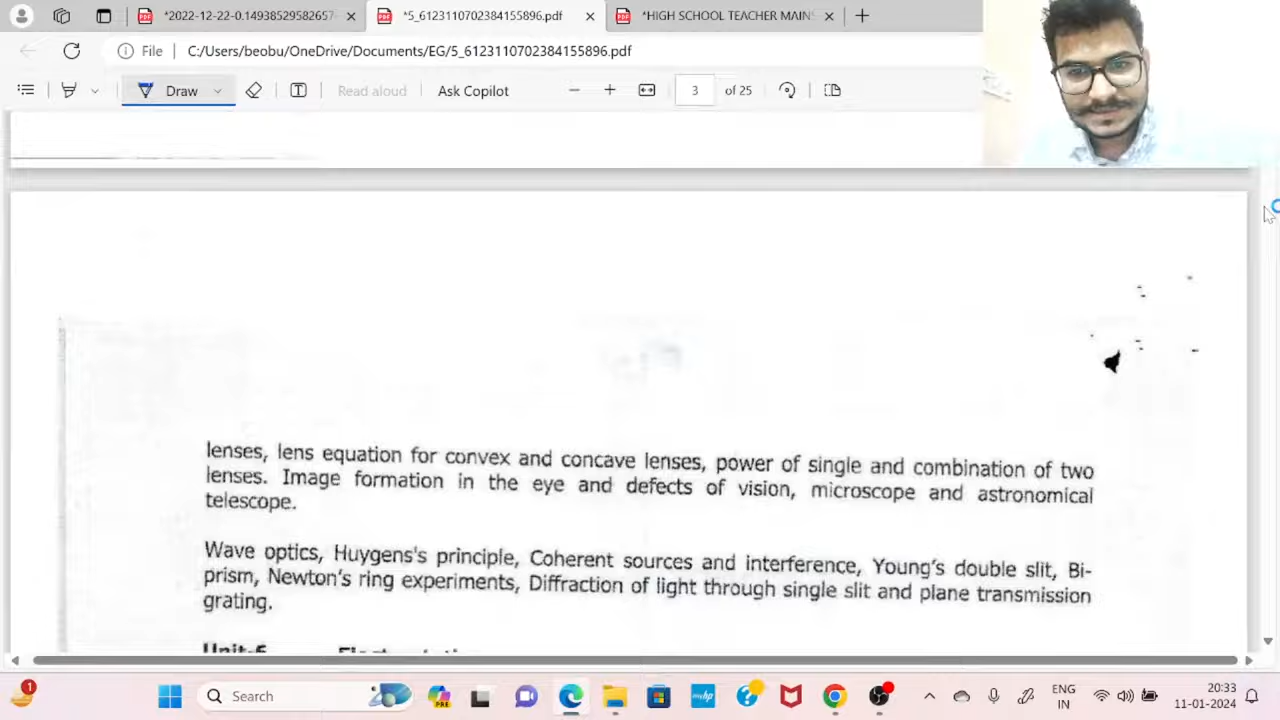 *2022-12-22-0.14938529582657
*5_6123110702384155896.pdf
*HIGH SCHOOL TEACHER MAINS
File
C:/Users/beobu/OneDrive/Documents/EG/5_6123110702384155896.pdf
Draw
Read aloud
Ask Copilot
3 of 25
lenses, lens equation for convex and concave lenses, power of single and combination of two
lenses. Image formation in the eye and defects of vision, microscope and astronomical
telescope.
Wave optics, Huygens's principle, Coherent sources and interference, Young's double slit, Bi-
prism, Newton's ring experiments, Diffraction of light through single slit and plane transmission
grating.
1
Search
PRE
ENG
IN
20:33
11-01-2024